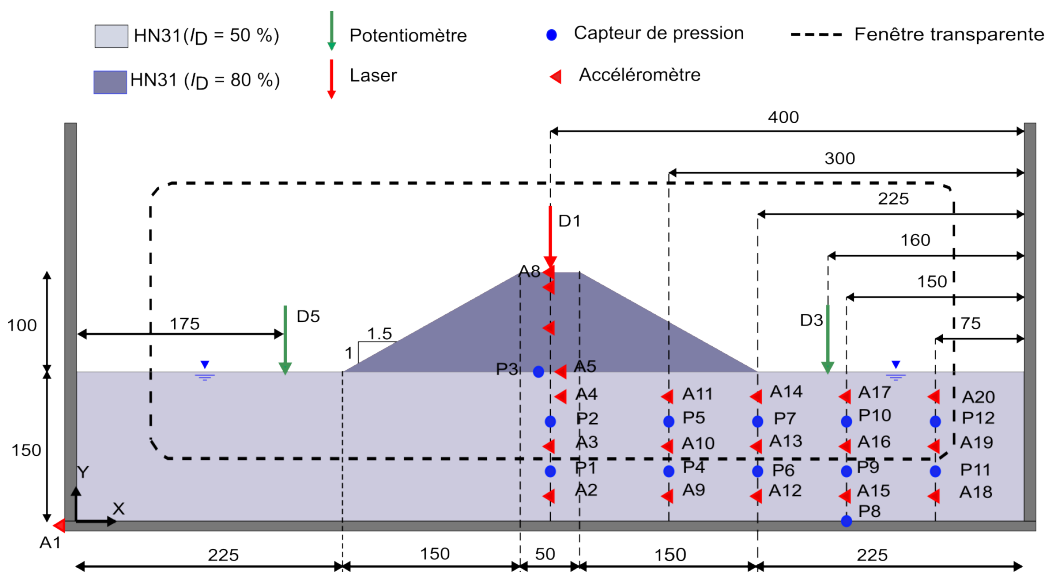 HN31(ID = 50 %)
Potentiomètre
Capteur de pression
Fenêtre transparente
HN31 (ID = 80 %)
Laser
Accéléromètre
400
300
225
160
150
75
D1
A8
100
175
D5
1.5
1
D3
P3
A5
A4
A11
A14
A17
A20
P2
P5
P7
P10
P12
150
A3
A10
A13
A16
A19
Y
P1
P4
P6
P9
P11
X
A2
A9
A12
A15
A18
P8
A1
225
150
50
150
225